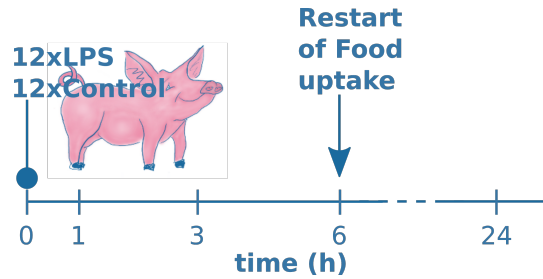 12xLPS
12xControl
Restart
of Food
uptake
0 1 3 6 24
time (h)